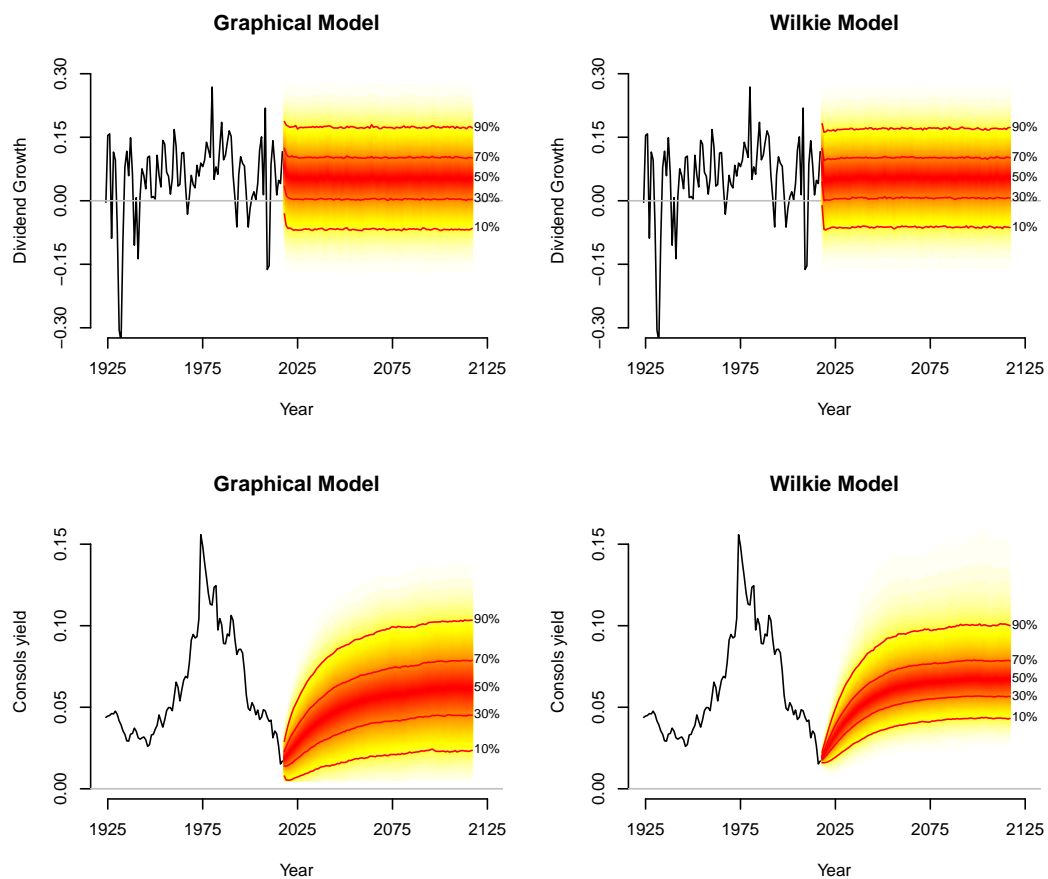 Graphical Model
Dividend Growth
0.30
0.15
0.00
−0.15
−0.30
90%
70%
50%
30%
10%
1925 1975 2025 2075 2125
Year
Wilkie Model
Dividend Growth
0.30
0.15
0.00
−0.15
−0.30
90%
70%
50%
30%
10%
1925 1975 2025 2075 2125
Year
Graphical Model
Consols yield
0.15
0.10
0.05
0.00
90%
70%
50%
30%
10%
1925 1975 2025 2075 2125
Year
Wilkie Model
Consols yield
0.15
0.10
0.05
0.00
90%
70%
50%
30%
10%
1925 1975 2025 2075 2125
Year